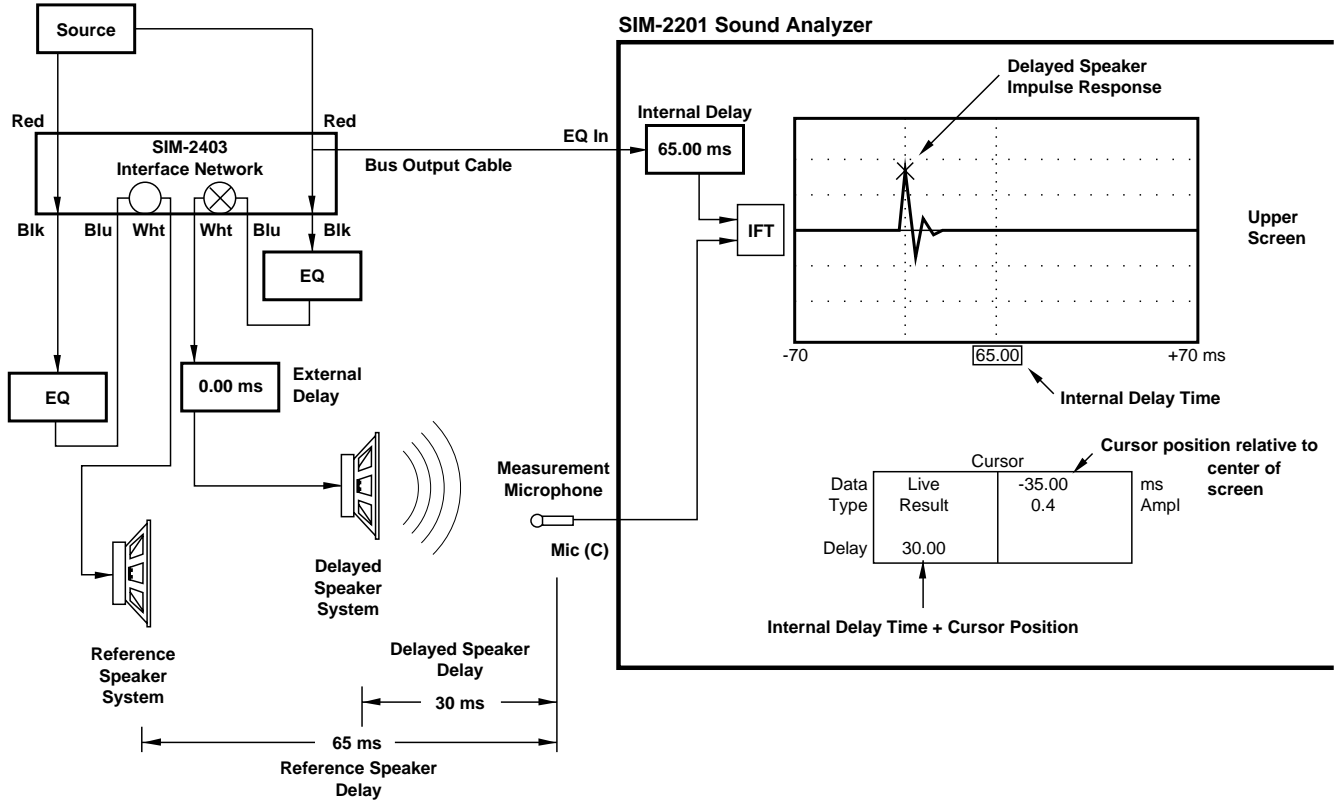 SIM-2201 Sound Analyzer
Source
Delayed Speaker
Impulse Response
Red
Red
SIM-2403
Interface Network
EQ In
Internal Delay
65.00 ms
Bus Output Cable
Blk
Blu
Wht
Wht
Blu
Blk
IFT
Upper
Screen
EQ
-70
65.00
+70 ms
Internal Delay Time
EQ
0.00 ms
External
Delay
Cursor position relative to
center of
screen
Cursor
Data
Live
-35.00
ms
Type
Result
0.4
Ampl
Delay
30.00
Internal Delay Time + Cursor Position
Measurement
Microphone
Mic (C)
Delayed
Speaker
System
Reference
Speaker
System
Delayed Speaker
Delay
30 ms
65 ms
Reference Speaker
Delay